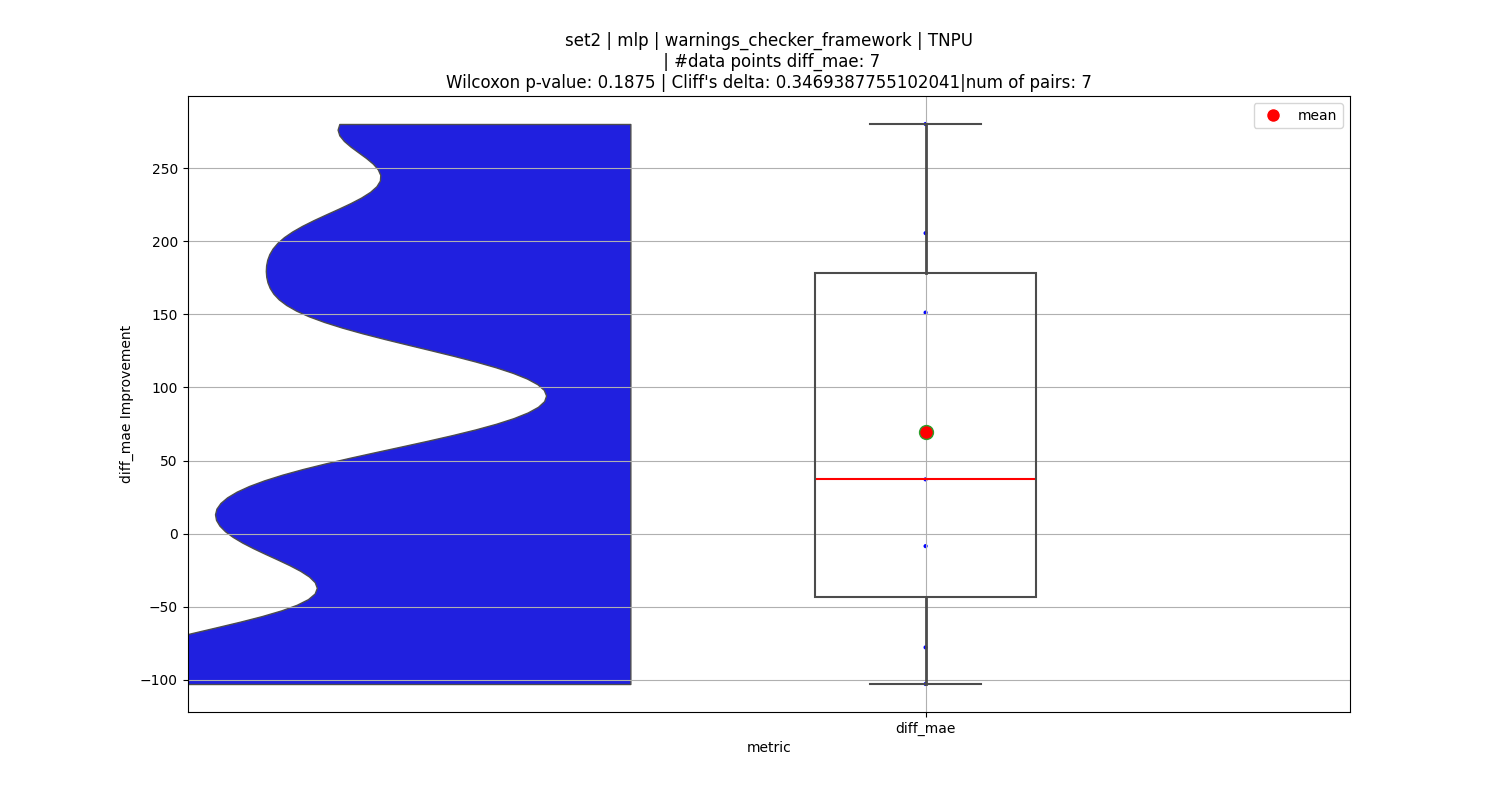 set2 | mlp | warnings_checker_framework | TNPU
| #data points diff_mae: 7
Wilcoxon p-value: 0.1875 | Cliff's delta: 0.3469387755102041|num of pairs: 7
mean
250
200
150
100
50
0
−50
−100
diff_mae Improvement
diff_mae
metric